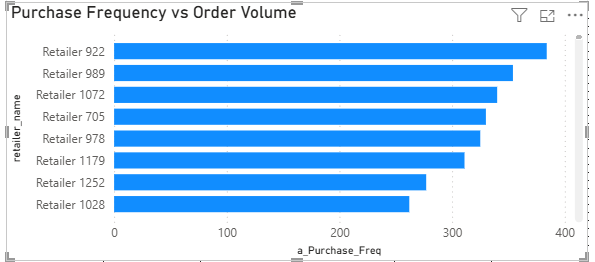 Purchase Frequency vs Order Volume
retailer_name
Retailer 922
Retailer 989
Retailer 1072
Retailer 705
Retailer 978
Retailer 1179
Retailer 1252
Retailer 1028
0 100 200 300 400
a_Purchase_Freq